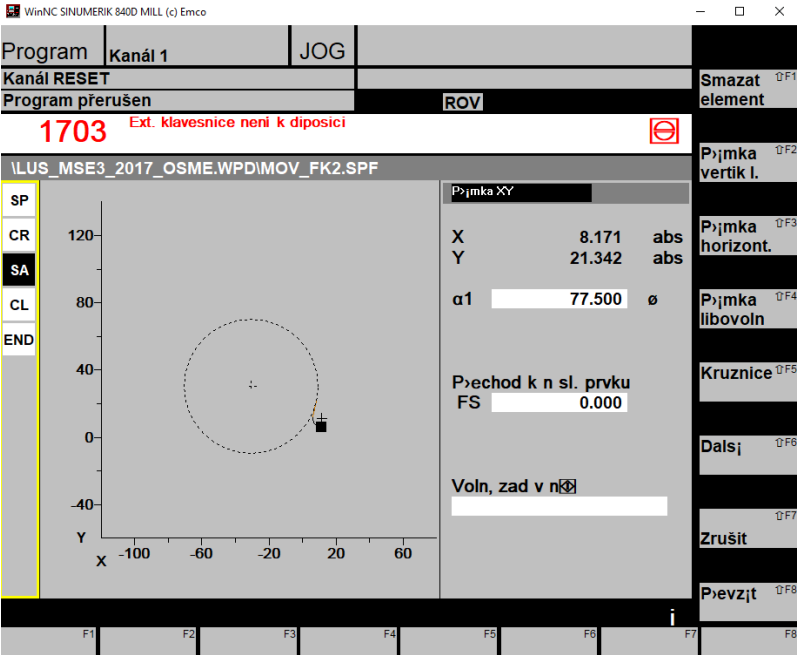 WinNC SINUMERIK 840D MILL (c) Emco
Program Kanál 1 JOG
Kanál RESET
Program přerušen ROV
1703 Ext. klavesnice neni k diposici
\LUS_MSE3_2017_OSME.WPD\MOV_FK2.SPF
SP
CR
SA
CL
END
120
80
40
0
-40
Y
X -100 -60 -20 20 60
P›¡mka XY
X 8.171 abs
Y 21.342 abs
α1 77.500 ø
P›echod k n sl. prvku
FS 0.000
Voln, zad v n
Smazat element ⇧F1
P›¡mka vertik l. ⇧F2
P›¡mka horizont. ⇧F3
P›¡mka libovoln ⇧F4
Kruznice ⇧F5
Dals¡ ⇧F6
Zrušit ⇧F7
P›evz¡t ⇧F8
i
F1 F2 F3 F4 F5 F6 F7 F8